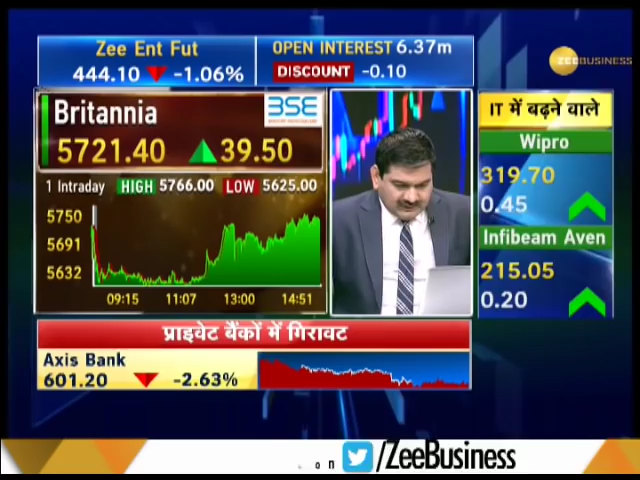 Zee Ent Fut
444.10 -1.06%
OPEN INTEREST 6.37m
DISCOUNT -0.10
ZEEBUSINESS
Britannia
BSE
5721.40 39.50
1 Intraday HIGH 5766.00 LOW 5625.00
5750
5691
5632
09:15 11:07 13:00 14:51
IT में बढ़ने वाले
Wipro
319.70
0.45
Infibeam Aven
215.05
0.20
प्राइवेट बैंकों में गिरावट
Axis Bank
601.20 -2.63%
on /ZeeBusiness